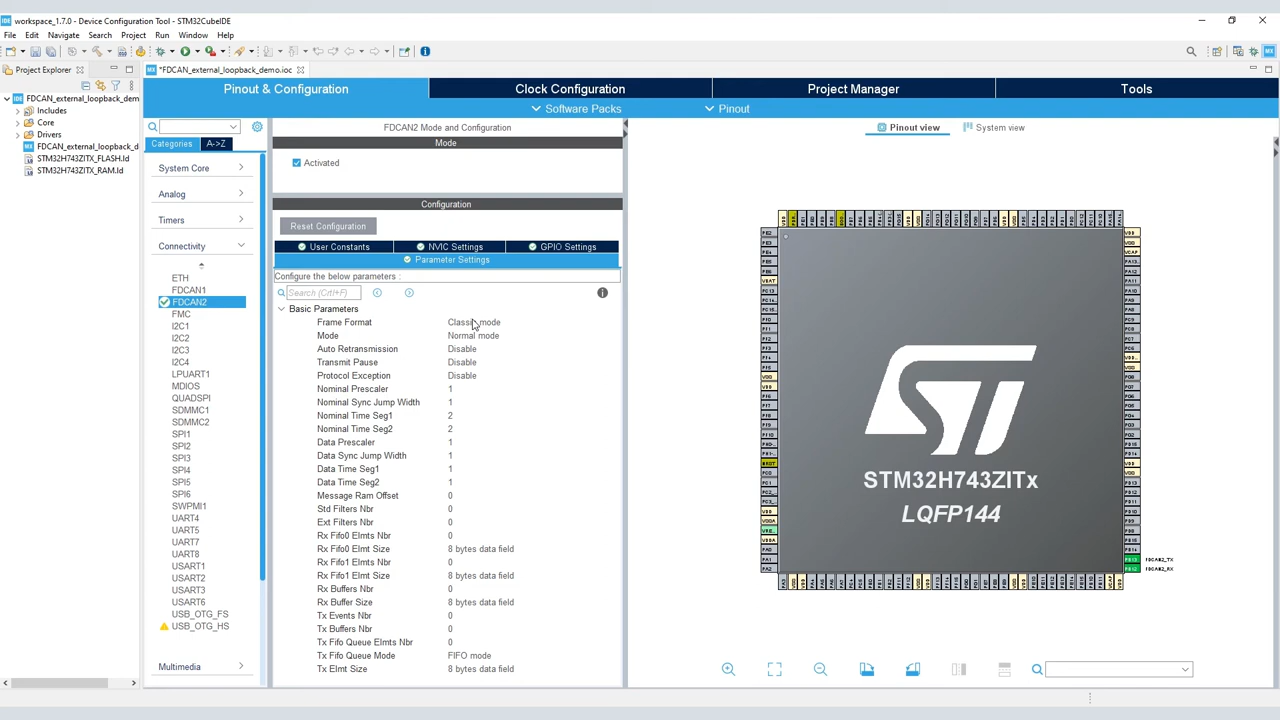 workspace_1.7.0 - Device Configuration Tool - STM32CubeIDE
File Edit Navigate Search Project Run Window Help
Project Explorer
*FDCAN_external_loopback_demo.ioc
FDCAN_external_loopback_dem
Includes
Core
Drivers
FDCAN_external_loopback_d
STM32H743ZITX_FLASH.ld
STM32H743ZITX_RAM.ld
Pinout & Configuration
Clock Configuration
Project Manager
Tools
Software Packs
Pinout
Categories
A->Z
System Core
Analog
Timers
Connectivity
ETH
FDCAN1
FDCAN2
FMC
I2C1
I2C2
I2C3
I2C4
LPUART1
MDIOS
QUADSPI
SDMMC1
SDMMC2
SPI1
SPI2
SPI3
SPI4
SPI5
SPI6
SWPMI1
UART4
UART5
UART7
UART8
USART1
USART2
USART3
USART6
USB_OTG_FS
USB_OTG_HS
Multimedia
FDCAN2 Mode and Configuration
Mode
Activated
Configuration
Reset Configuration
User Constants
NVIC Settings
GPIO Settings
Parameter Settings
Configure the below parameters :
Search (Crtl+F)
Basic Parameters
Frame Format Classic mode
Mode Normal mode
Auto Retransmission Disable
Transmit Pause Disable
Protocol Exception Disable
Nominal Prescaler 1
Nominal Sync Jump Width 1
Nominal Time Seg1 2
Nominal Time Seg2 2
Data Prescaler 1
Data Sync Jump Width 1
Data Time Seg1 1
Data Time Seg2 1
Message Ram Offset 0
Std Filters Nbr 0
Ext Filters Nbr 0
Rx Fifo0 Elmts Nbr 0
Rx Fifo0 Elmt Size 8 bytes data field
Rx Fifo1 Elmts Nbr 0
Rx Fifo1 Elmt Size 8 bytes data field
Rx Buffers Nbr 0
Rx Buffer Size 8 bytes data field
Tx Events Nbr 0
Tx Buffers Nbr 0
Tx Fifo Queue Elmts Nbr 0
Tx Fifo Queue Mode FIFO mode
Tx Elmt Size 8 bytes data field
Pinout view
System view
ST
STM32H743ZITx
LQFP144
FDCAN2_TX
FDCAN2_RX